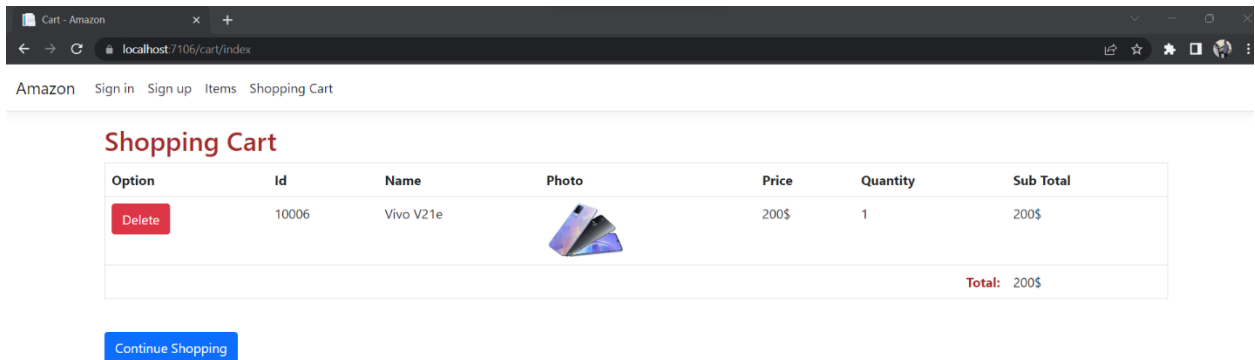 Cart - Amazon
localhost:7106/cart/index
Amazon Sign in Sign up Items Shopping Cart
Shopping Cart
Option Id Name Photo Price Quantity Sub Total
Delete 10006 Vivo V21e 200$ 1 200$
Total: 200$
Continue Shopping